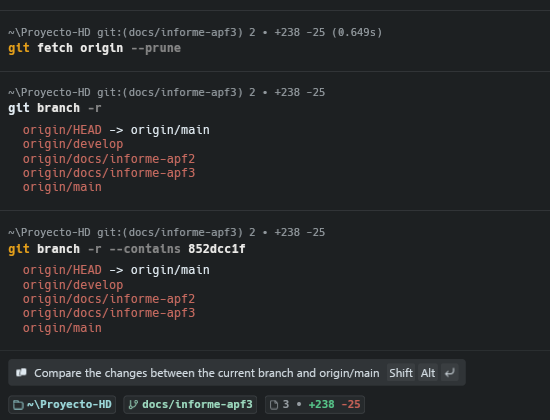 ~\Proyecto-HD git:(docs/informe-apf3) 2 • +238 -25 (0.649s)
git fetch origin --prune
~\Proyecto-HD git:(docs/informe-apf3) 2 • +238 -25
git branch -r
origin/HEAD -> origin/main
origin/develop
origin/docs/informe-apf2
origin/docs/informe-apf3
origin/main
~\Proyecto-HD git:(docs/informe-apf3) 2 • +238 -25
git branch -r --contains 852dcc1f
origin/HEAD -> origin/main
origin/develop
origin/docs/informe-apf2
origin/docs/informe-apf3
origin/main
Compare the changes between the current branch and origin/main Shift Alt ↵
~\Proyecto-HD docs/informe-apf3 3 • +238 -25